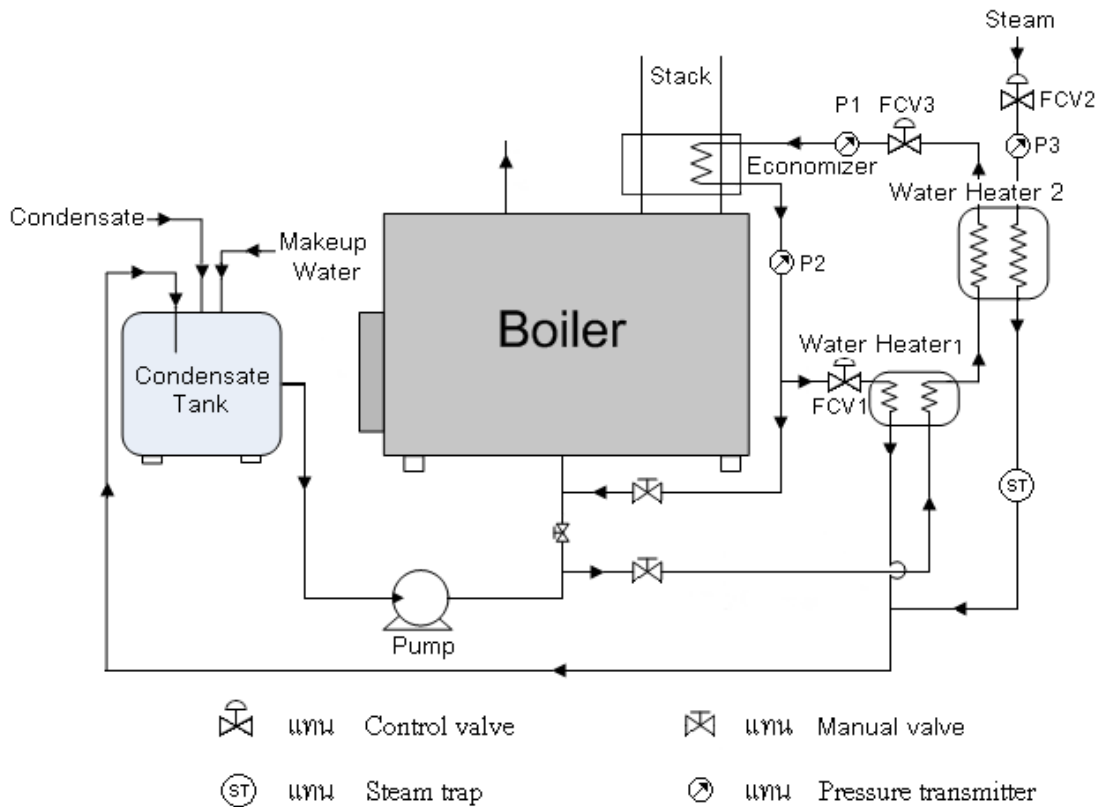 Steam
Stack
P1 FCV3
FCV2
P3
Economizer
Water Heater 2
Condensate
Makeup
Water
P2
Boiler
Water Heater1
Condensate
Tank
FCV1
ST
Pump
แทน Control valve
แทน Manual valve
ST แทน Steam trap
แทน Pressure transmitter